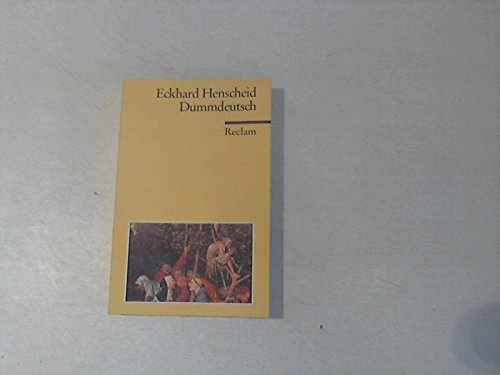 Eckhard Henscheid
Dummdeutsch
Reclam